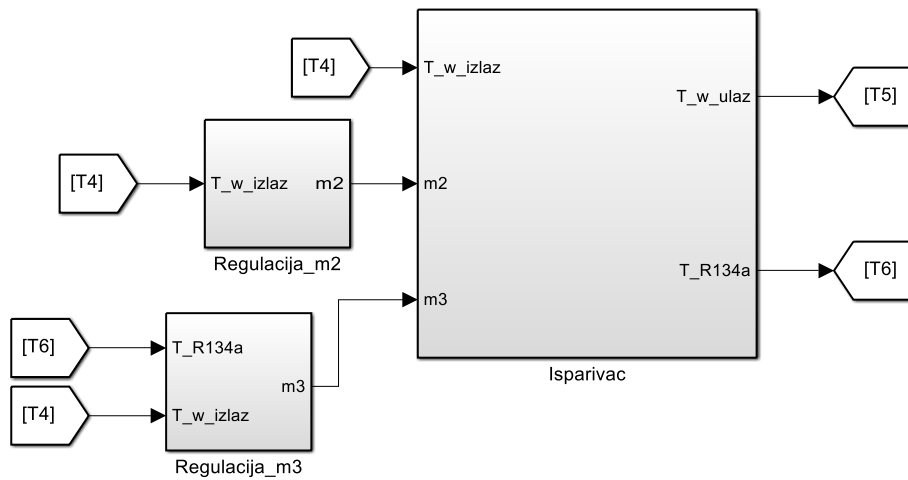 [T4]
T_w_izlaz
T_w_ulaz
[T5]
[T4]
T_w_izlaz
m2
m2
Regulacija_m2
T_R134a
[T6]
m3
[T6]
T_R134a
m3
[T4]
T_w_izlaz
Regulacija_m3
Isparivac